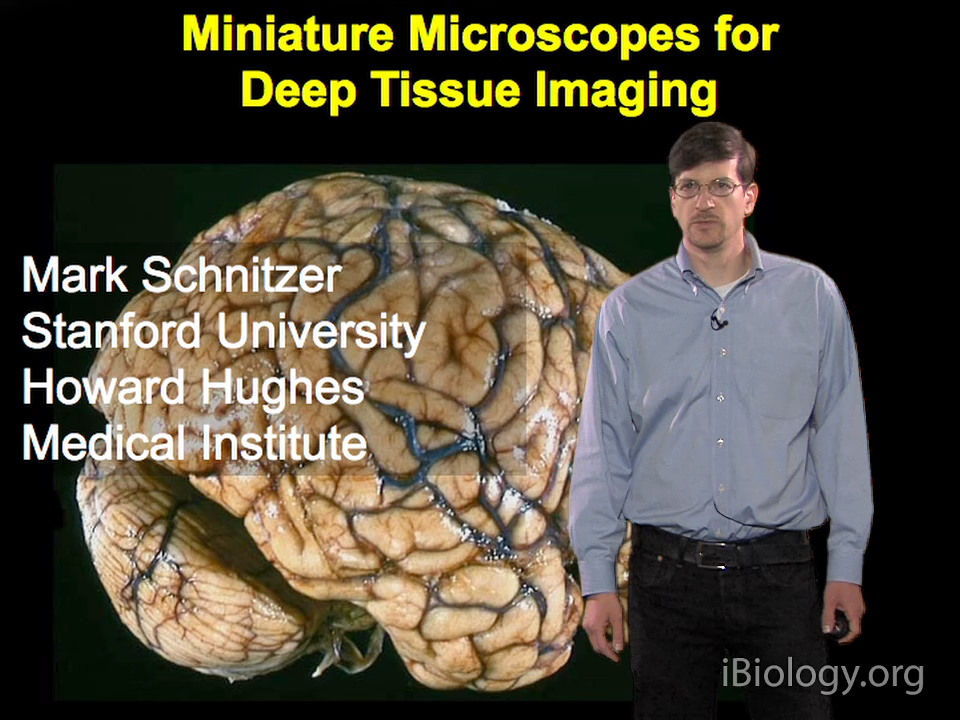 Miniature Microscopes for
Deep Tissue Imaging
Mark Schnitzer
Stanford University
Howard Hughes
Medical Institute
iBiology.org